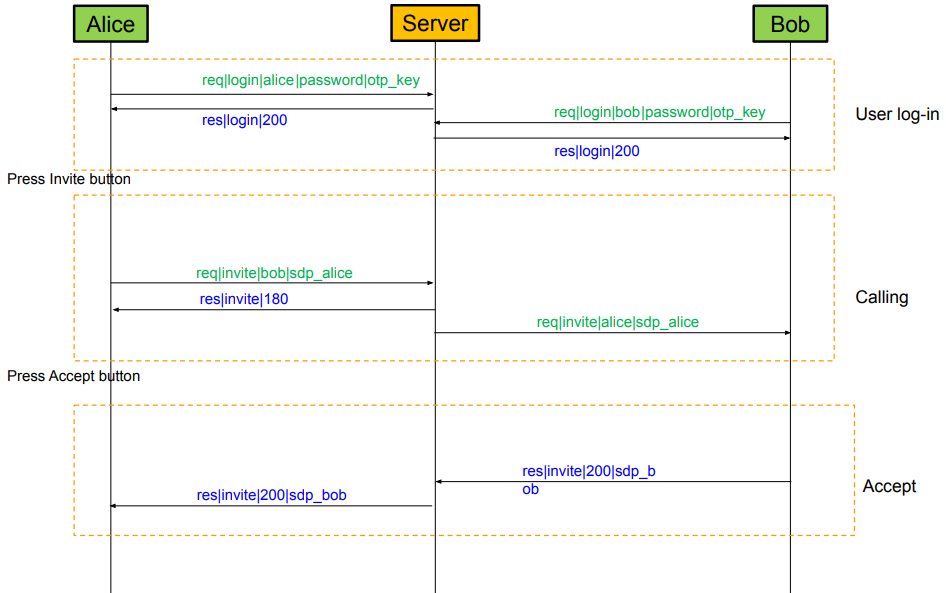 Alice
Server
Bob
req|login|alice|password|otp_key
res|login|200
req|login|bob|password|otp_key
res|login|200
User log-in
Press Invite button
req|invite|bob|sdp_alice
res|invite|180
req|invite|alice|sdp_alice
Calling
Press Accept button
res|invite|200|sdp_b
ob
res|invite|200|sdp_bob
Accept